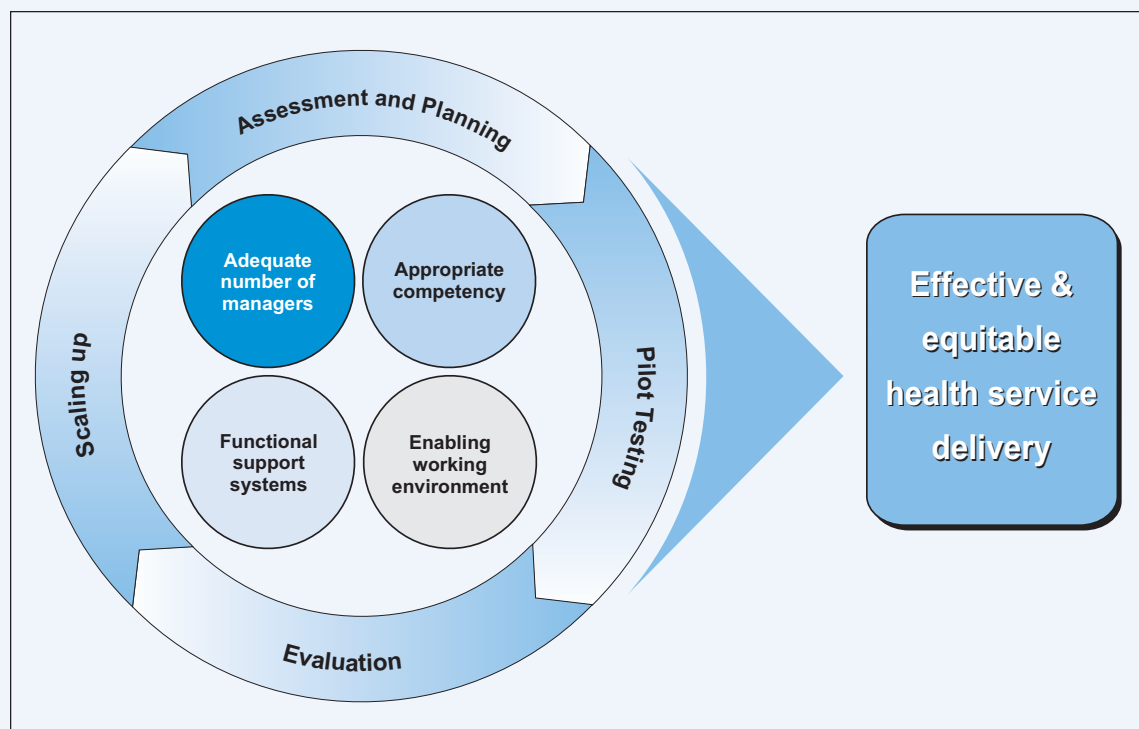 Assessment and Planning
Adequate
number of
managers
Appropriate
competency
Scaling up
Pilot Testing
Functional
support
systems
Enabling
working
environment
Evaluation
Effective &
equitable
health service
delivery